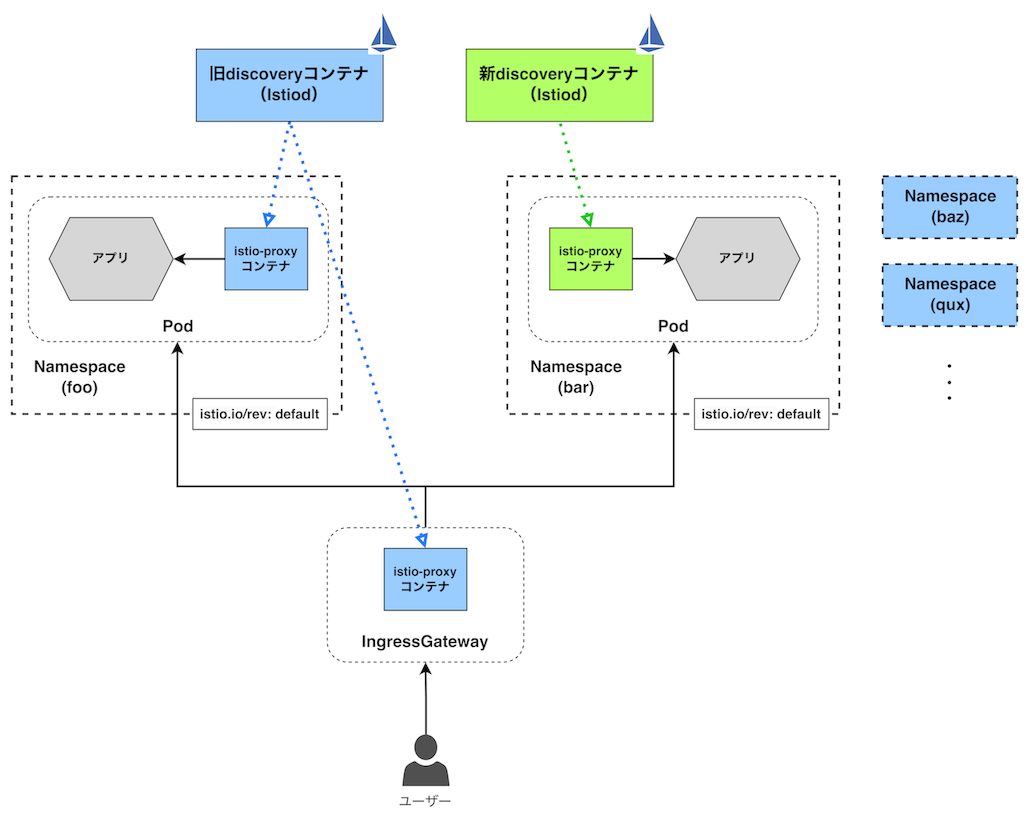 旧discoveryコンテナ
（Istiod）
新discoveryコンテナ
（Istiod）
アプリ
istio-proxy
コンテナ
Pod
Namespace
(foo)
istio.io/rev: default
istio-proxy
コンテナ
アプリ
Pod
Namespace
(bar)
istio.io/rev: default
Namespace
(baz)
Namespace
(qux)
istio-proxy
コンテナ
IngressGateway
ユーザー